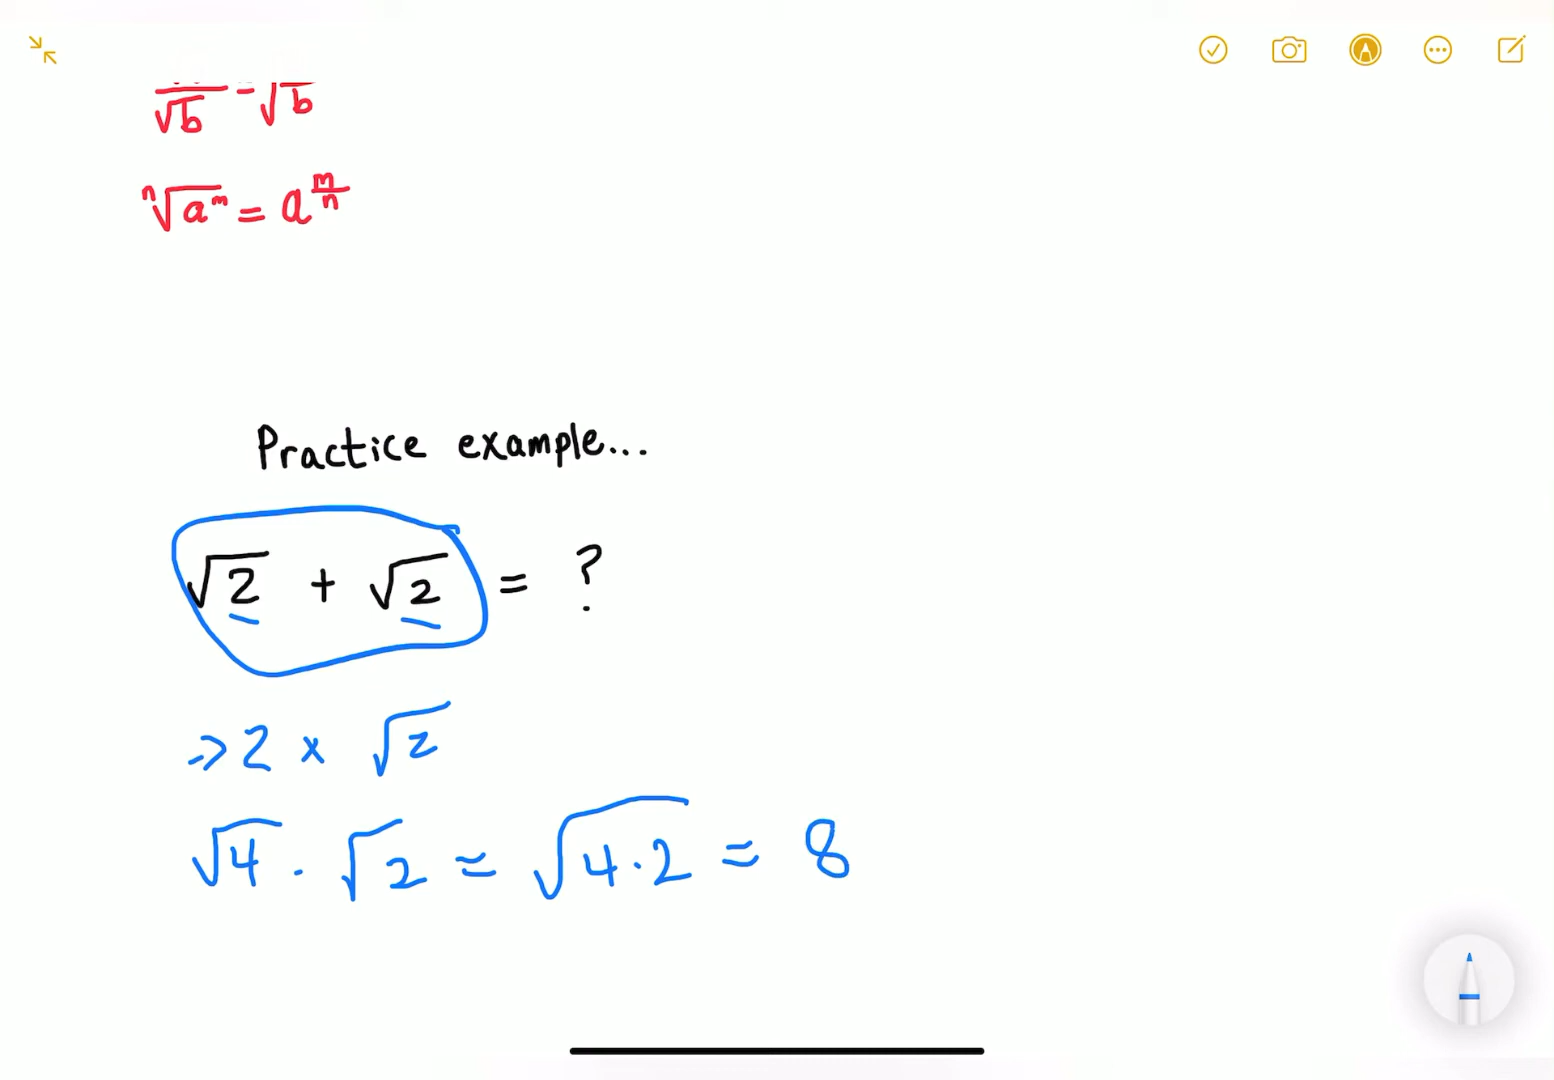 √b = √b
ⁿ√aᵐ = a^(m/n)
Practice example...
√2 + √2 = ?
⇒ 2 × √2
√4 · √2 = √4·2 = 8